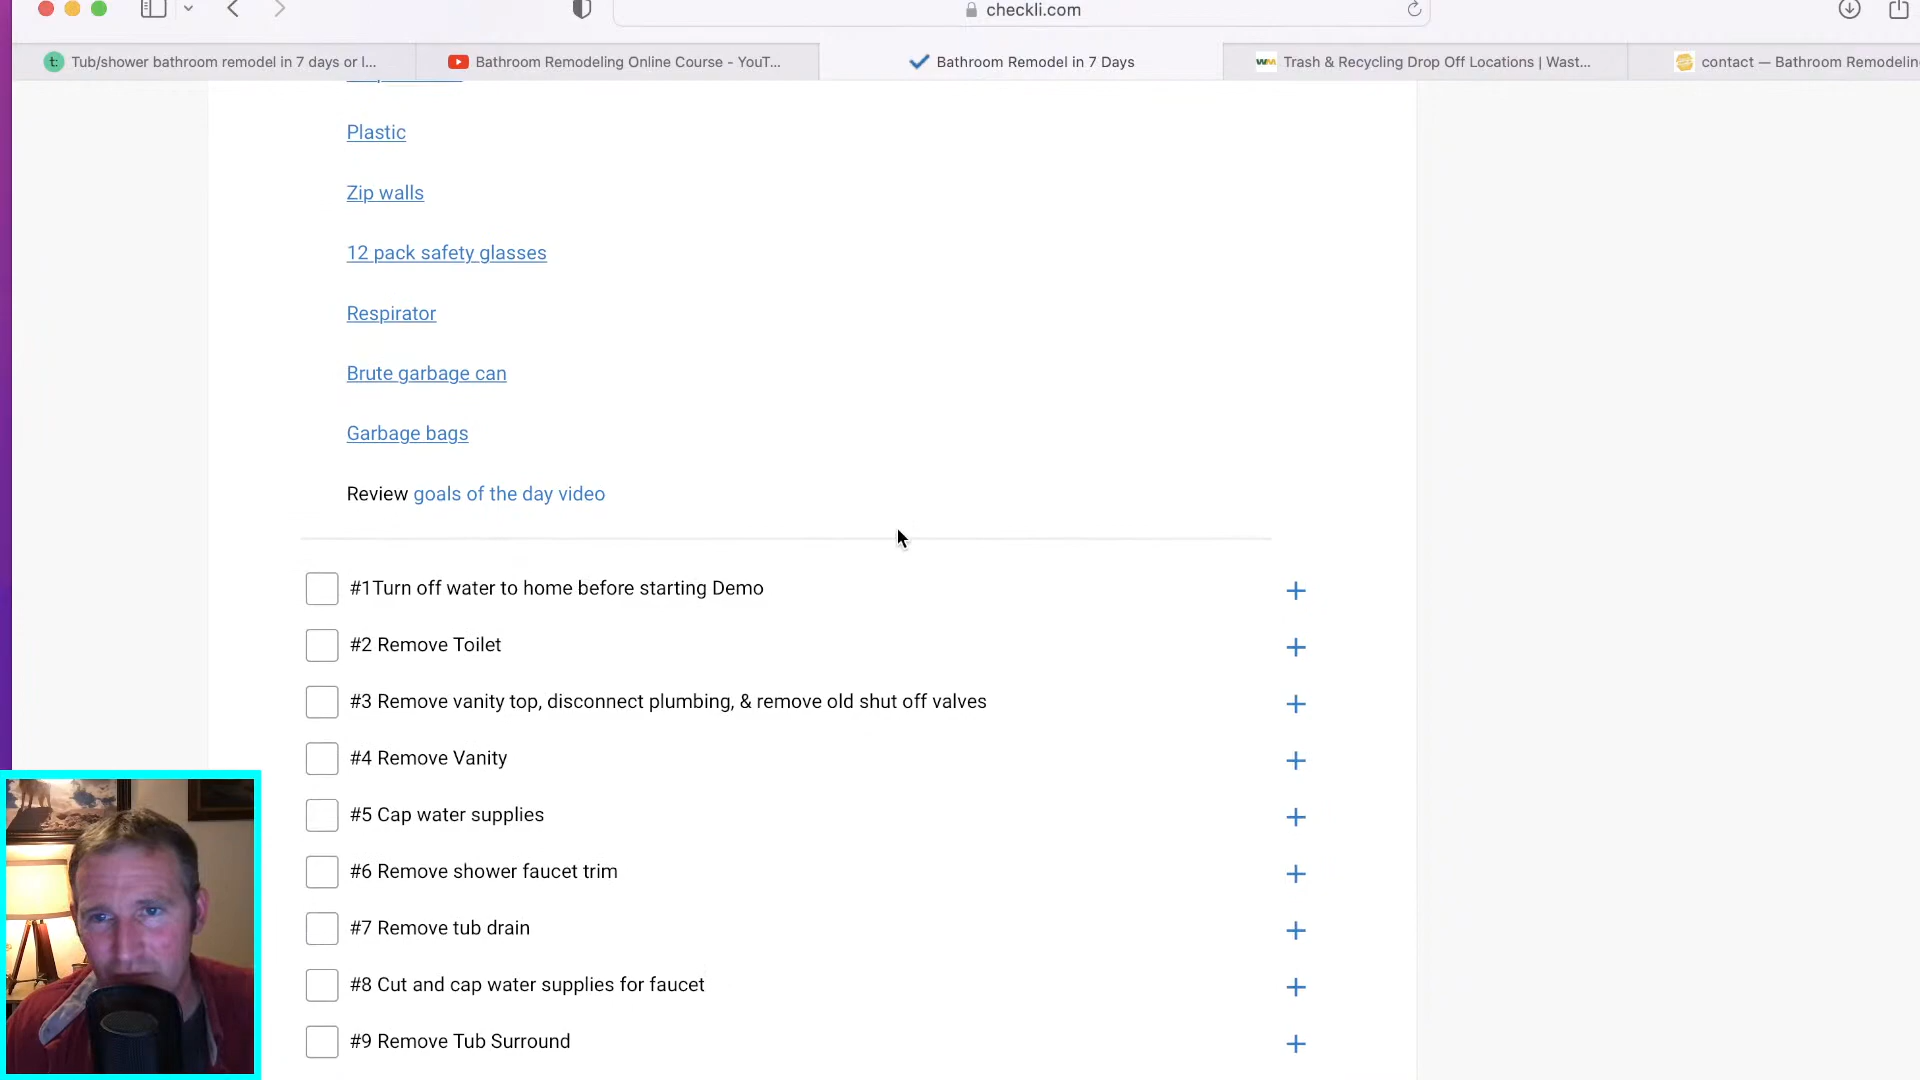 checkli.com
t: Tub/shower bathroom remodel in 7 days or l...
Bathroom Remodeling Online Course - YouT...
Bathroom Remodel in 7 Days
WM Trash & Recycling Drop Off Locations | Wast...
contact — Bathroom Remodelin
Plastic
Zip walls
12 pack safety glasses
Respirator
Brute garbage can
Garbage bags
Review goals of the day video
#1Turn off water to home before starting Demo
#2 Remove Toilet
#3 Remove vanity top, disconnect plumbing, & remove old shut off valves
#4 Remove Vanity
#5 Cap water supplies
#6 Remove shower faucet trim
#7 Remove tub drain
#8 Cut and cap water supplies for faucet
#9 Remove Tub Surround